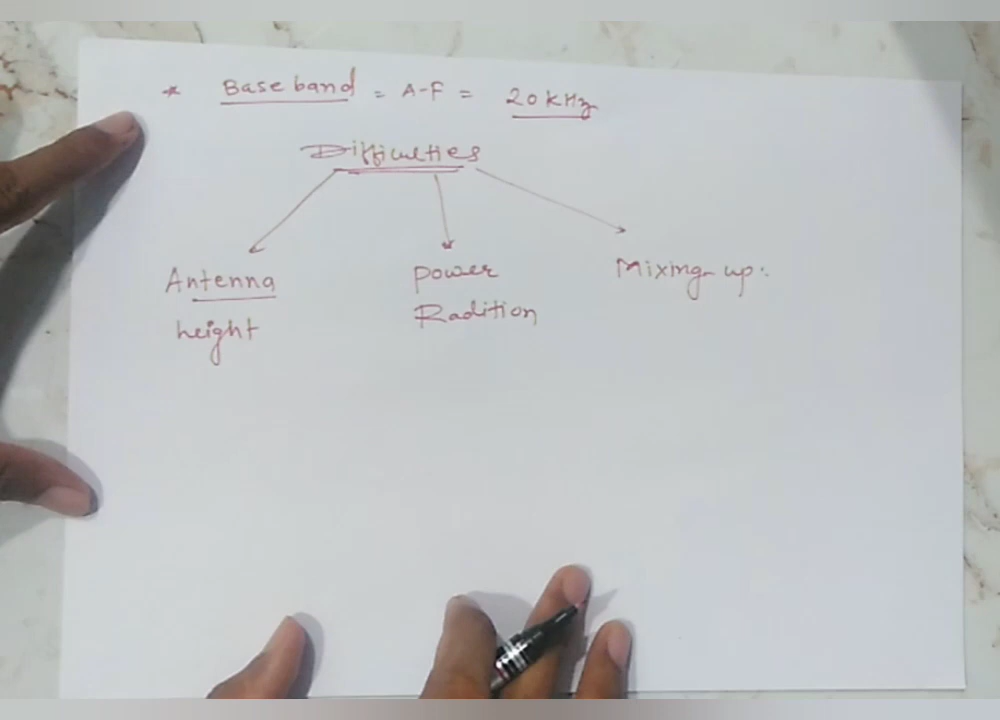 * Base band = A-F = 20 KHz
Difficulties
Antenna
height
Power
Radition
Mixing-up: